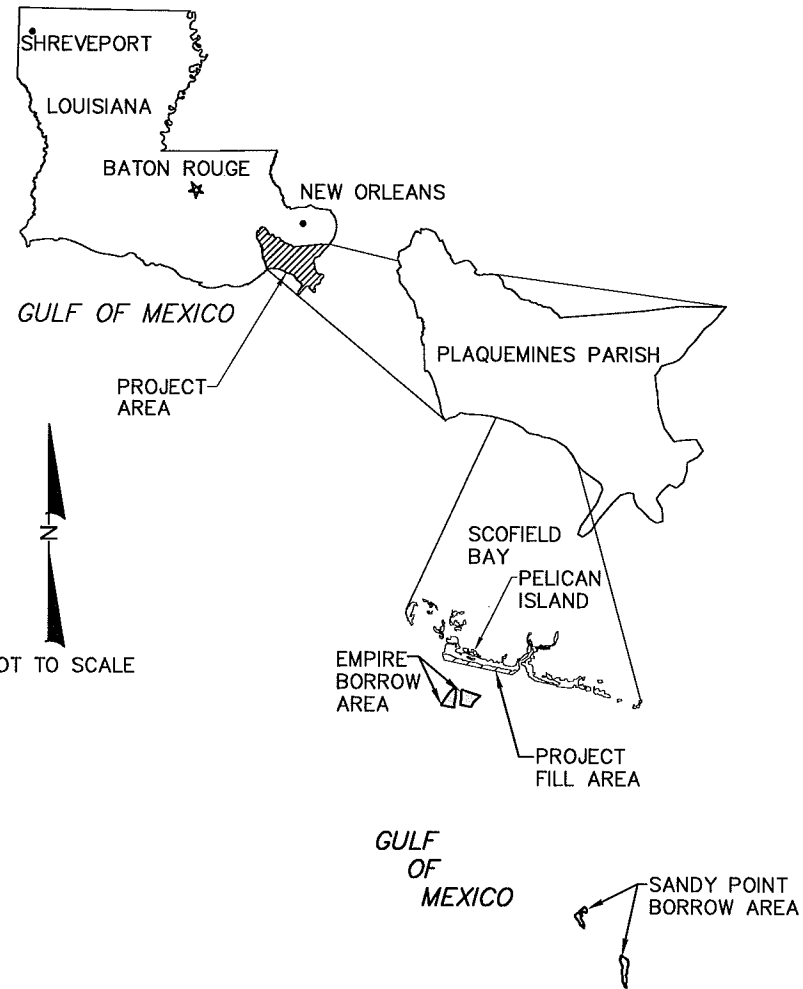 SHREVEPORT
LOUISIANA
BATON ROUGE
NEW ORLEANS
GULF OF MEXICO
PROJECT
AREA
PLAQUEMINES PARISH
N
OT TO SCALE
SCOFIELD
BAY
PELICAN
ISLAND
EMPIRE
BORROW
AREA
PROJECT
FILL AREA
GULF
OF
MEXICO
SANDY POINT
BORROW AREA